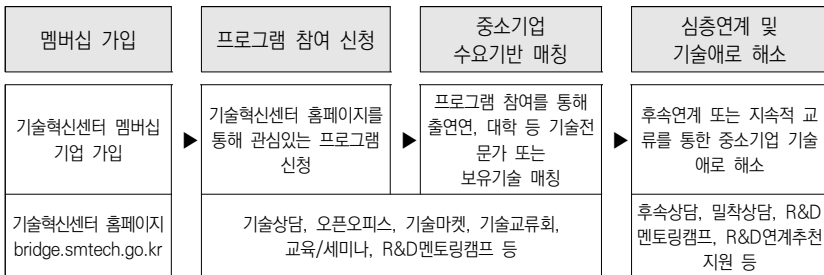 멤버십 가입
프로그램 참여 신청
중소기업
수요기반 매칭
심층연계 및
기술애로 해소
기술혁신센터 멤버십
기업 가입
▶
기술혁신센터 홈페이지를
통해 관심있는 프로그램
신청
▶
프로그램 참여를 통해
출연연, 대학 등 기술전
문가 또는
보유기술 매칭
▶
후속연계 또는 지속적 교
류를 통한 중소기업 기술
애로 해소
기술혁신센터 홈페이지
bridge.smtech.go.kr
기술상담, 오픈오피스, 기술마켓, 기술교류회,
교육/세미나, R&D멘토링캠프 등
후속상담, 밀착상담, R&D
멘토링캠프, R&D연계추천
지원 등